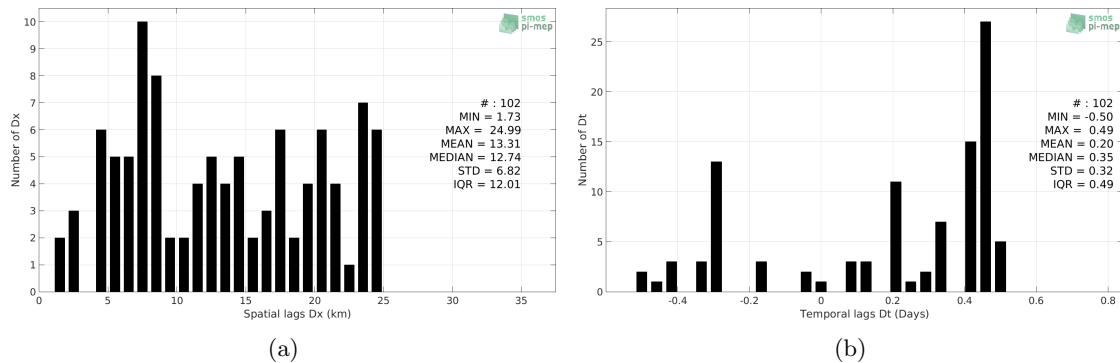 smos
pi-mep
10
9
8
7
6
5
4
3
2
1
0
Number of Dx
# : 102
MIN = 1.73
MAX = 24.99
MEAN = 13.31
MEDIAN = 12.74
STD = 6.82
IQR = 12.01
0 5 10 15 20 25 30 35
Spatial lags Dx (km)
(a)
smos
pi-mep
25
20
15
10
5
0
Number of Dt
# : 102
MIN = -0.50
MAX = 0.49
MEAN = 0.20
MEDIAN = 0.35
STD = 0.32
IQR = 0.49
-0.4 -0.2 0 0.2 0.4 0.6 0.8
Temporal lags Dt (Days)
(b)